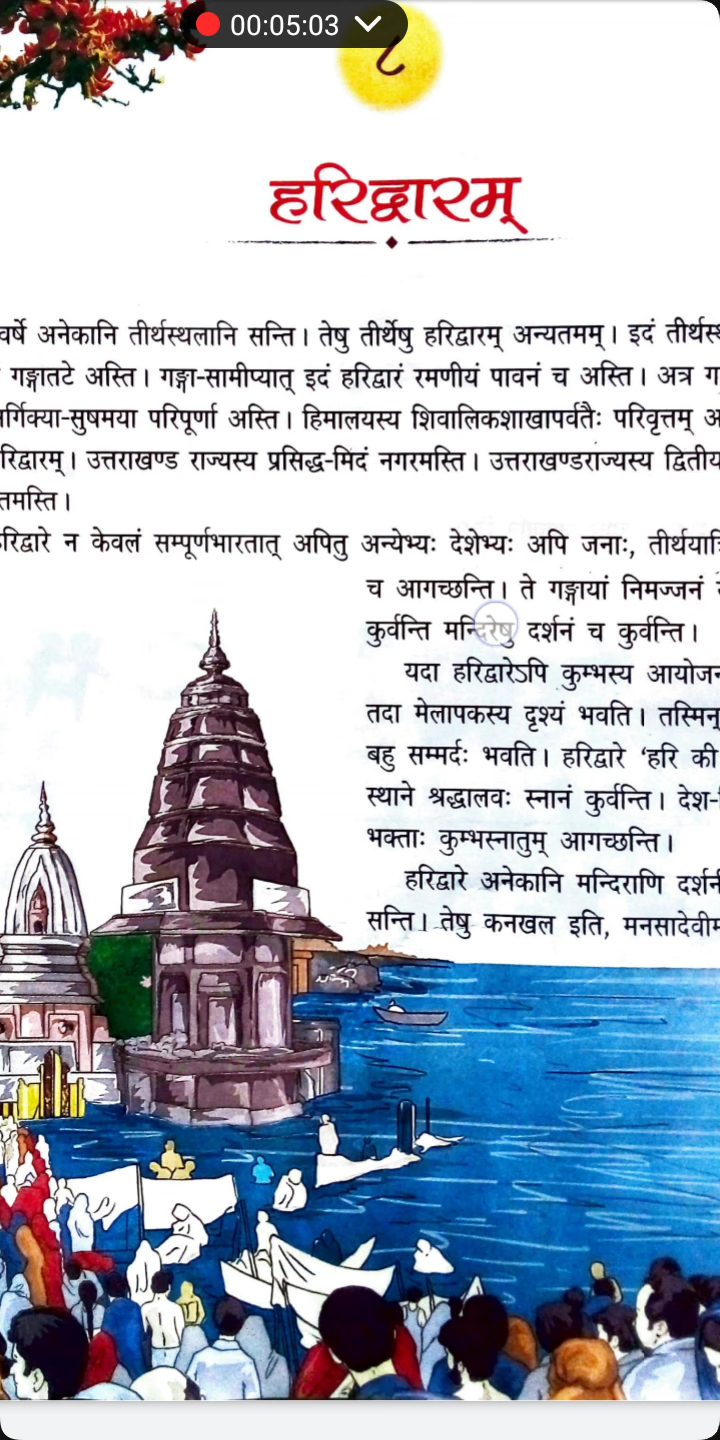 00:05:03
८
हरिद्वारम्
वर्षे अनेकानि तीर्थस्थलानि सन्ति। तेषु तीर्थेषु हरिद्वारम् अन्यतमम्। इदं
गङ्गातटे अस्ति। गङ्गा-सामीप्यात् इदं हरिद्वारं रमणीयं पावनं च अस्ति। अत्र
र्गिक्या-सुषमया परिपूर्णा अस्ति। हिमालयस्य शिवालिकशाखापर्वतैः परिवृत्तम्
रिद्वारम्। उत्तराखण्ड राज्यस्य प्रसिद्ध-मिदं नगरमस्ति। उत्तराखण्डराज्यस्य द्वितीय
तमस्ति।
रिद्वारे न केवलं सम्पूर्णभारतात् अपितु अन्येभ्यः देशेभ्यः अपि जनाः,
च आगच्छन्ति। ते गङ्गायां निमज्जनं
कुर्वन्ति मन्दिरेषु दर्शनं च कुर्वन्ति।
यदा हरिद्वारेऽपि कुम्भस्य आयोजन
तदा मेलापकस्य दृश्यं भवति। तस्मिन्
बहु सम्मर्दः भवति। हरिद्वारे ‘हरि की
स्थाने श्रद्धालवः स्नानं कुर्वन्ति। देश-
भक्ताः कुम्भस्नातुम् आगच्छन्ति।
हरिद्वारे अनेकानि मन्दिराणि
सन्ति। तेषु कनखल इति, मनसादेवीम